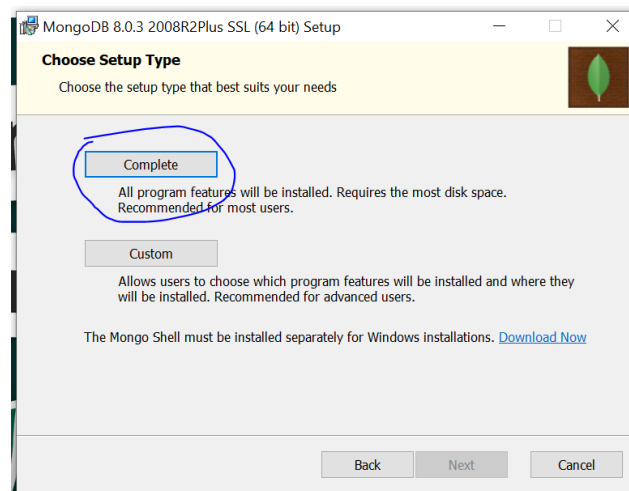 MongoDB 8.0.3 2008R2Plus SSL (64 bit) Setup
Choose Setup Type
Choose the setup type that best suits your needs
Complete
All program features will be installed. Requires the most disk space.
Recommended for most users.
Custom
Allows users to choose which program features will be installed and where they
will be installed. Recommended for advanced users.
The Mongo Shell must be installed separately for Windows installations. Download Now
Back Next Cancel